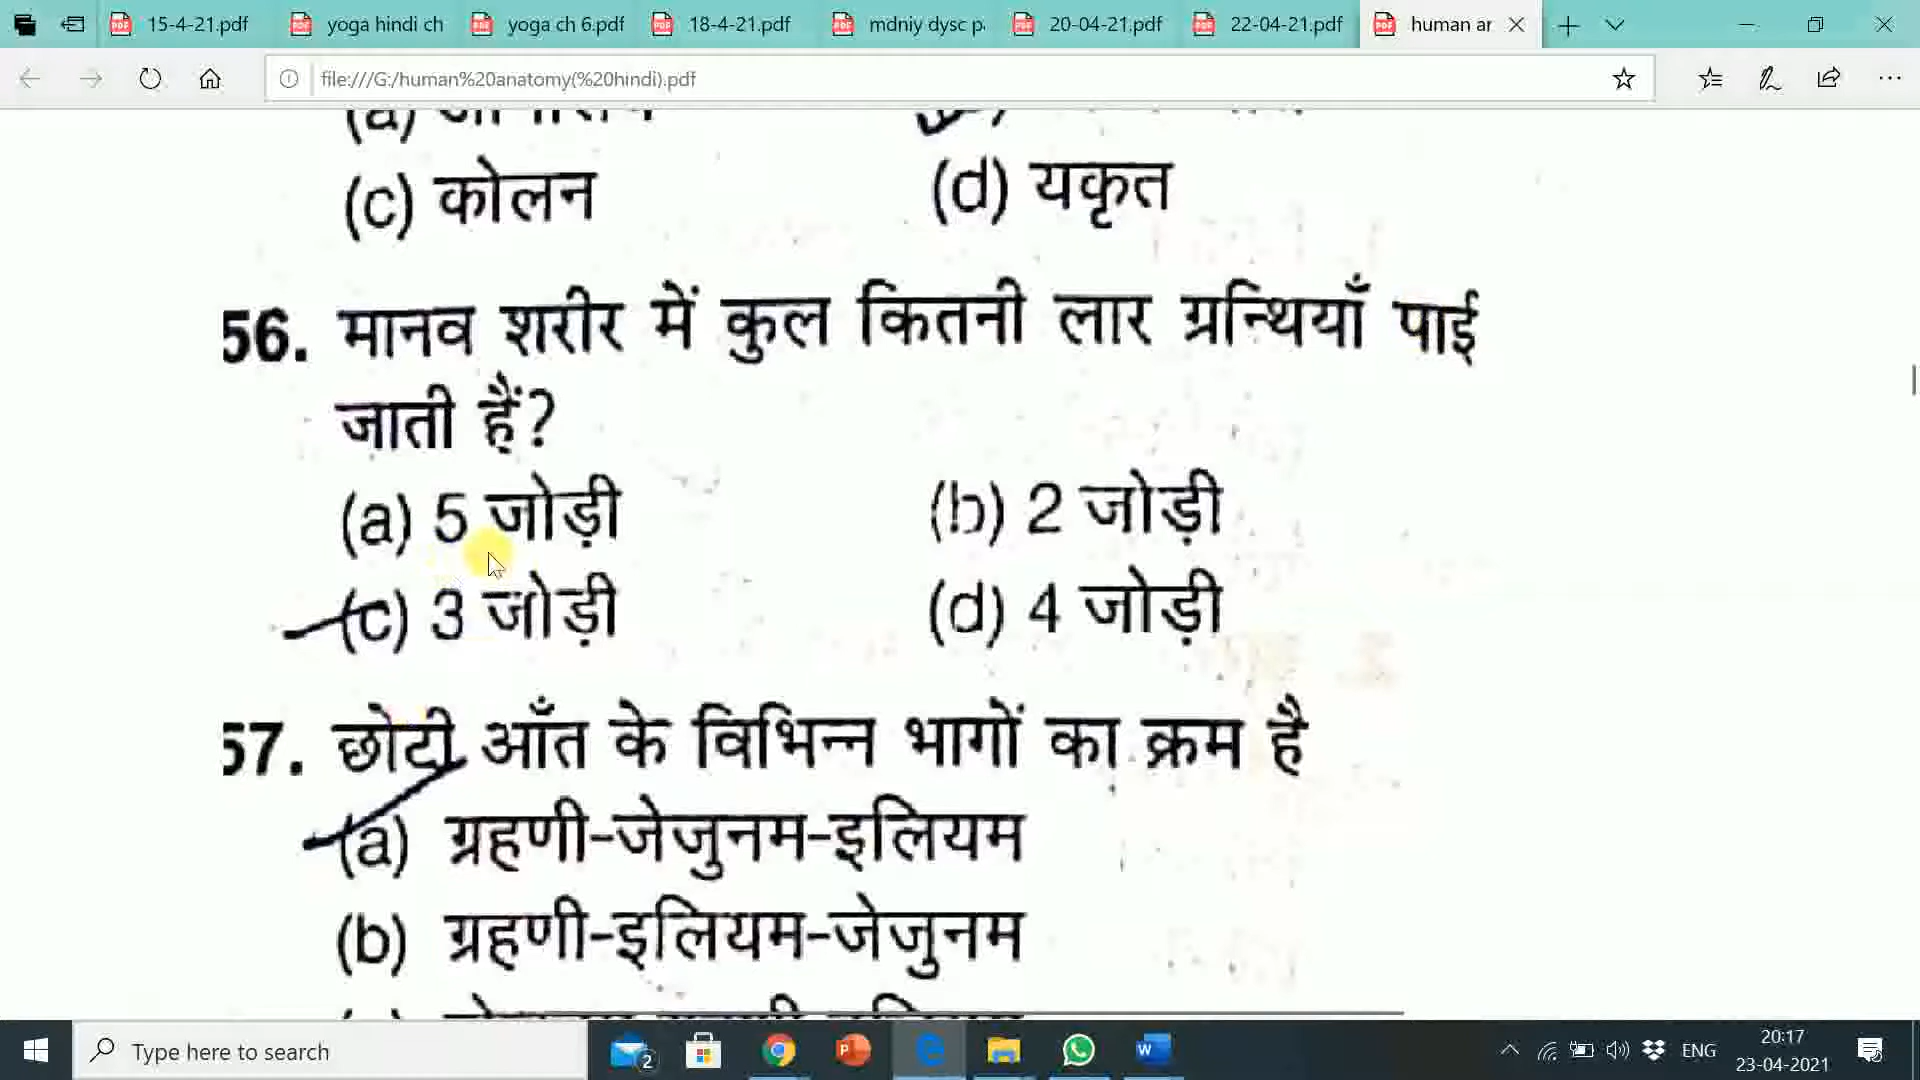 15-4-21.pdf
yoga hindi ch
yoga ch 6.pdf
18-4-21.pdf
mdniy dysc pa
20-04-21.pdf
22-04-21.pdf
human ar
file:///G:/human%20anatomy(%20hindi).pdf
(c) कोलन (d) यकृत
56. मानव शरीर में कुल कितनी लार ग्रन्थियाँ पाई
जाती हैं?
(a) 5 जोड़ी (b) 2 जोड़ी
(c) 3 जोड़ी (d) 4 जोड़ी
57. छोटी आँत के विभिन्न भागों का क्रम है
(a) ग्रहणी-जेजुनम-इलियम
(b) ग्रहणी-इलियम-जेजुनम
Type here to search
2
ENG
20:17
23-04-2021